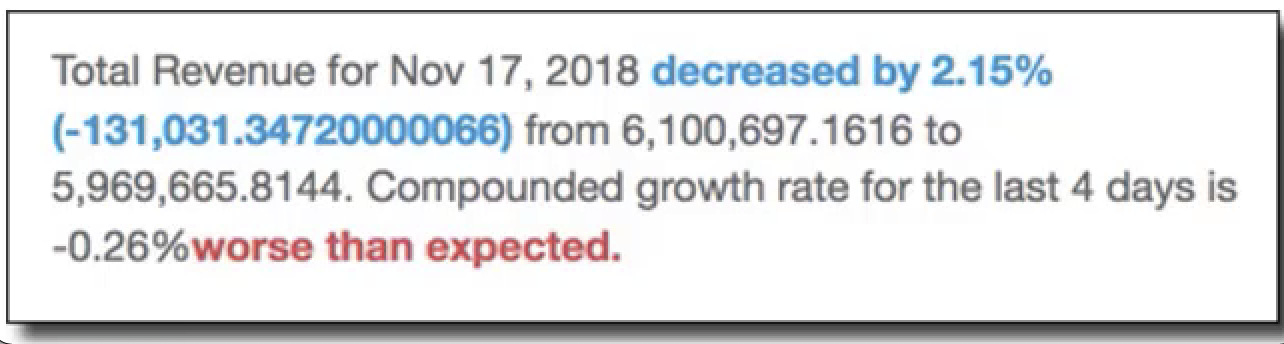 Total Revenue for Nov 17, 2018 decreased by 2.15%
(-131,031.34720000066) from 6,100,697.1616 to
5,969,665.8144. Compounded growth rate for the last 4 days is
-0.26%worse than expected.